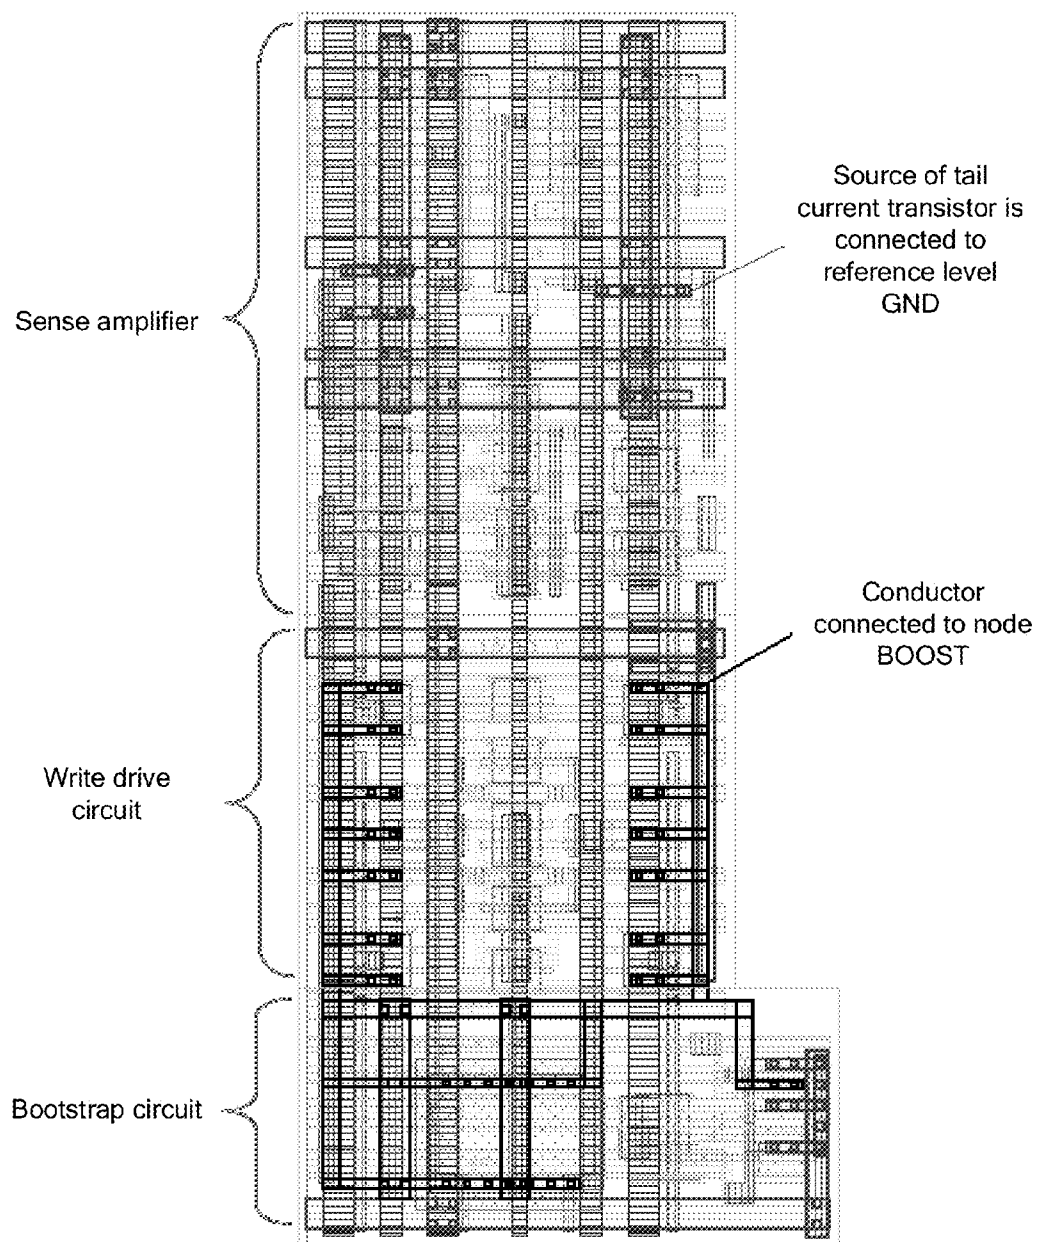 Source of tail
current transistor is
connected to
reference level
GND
Sense amplifier
Conductor
connected to node
BOOST
Write drive
circuit
Bootstrap circuit